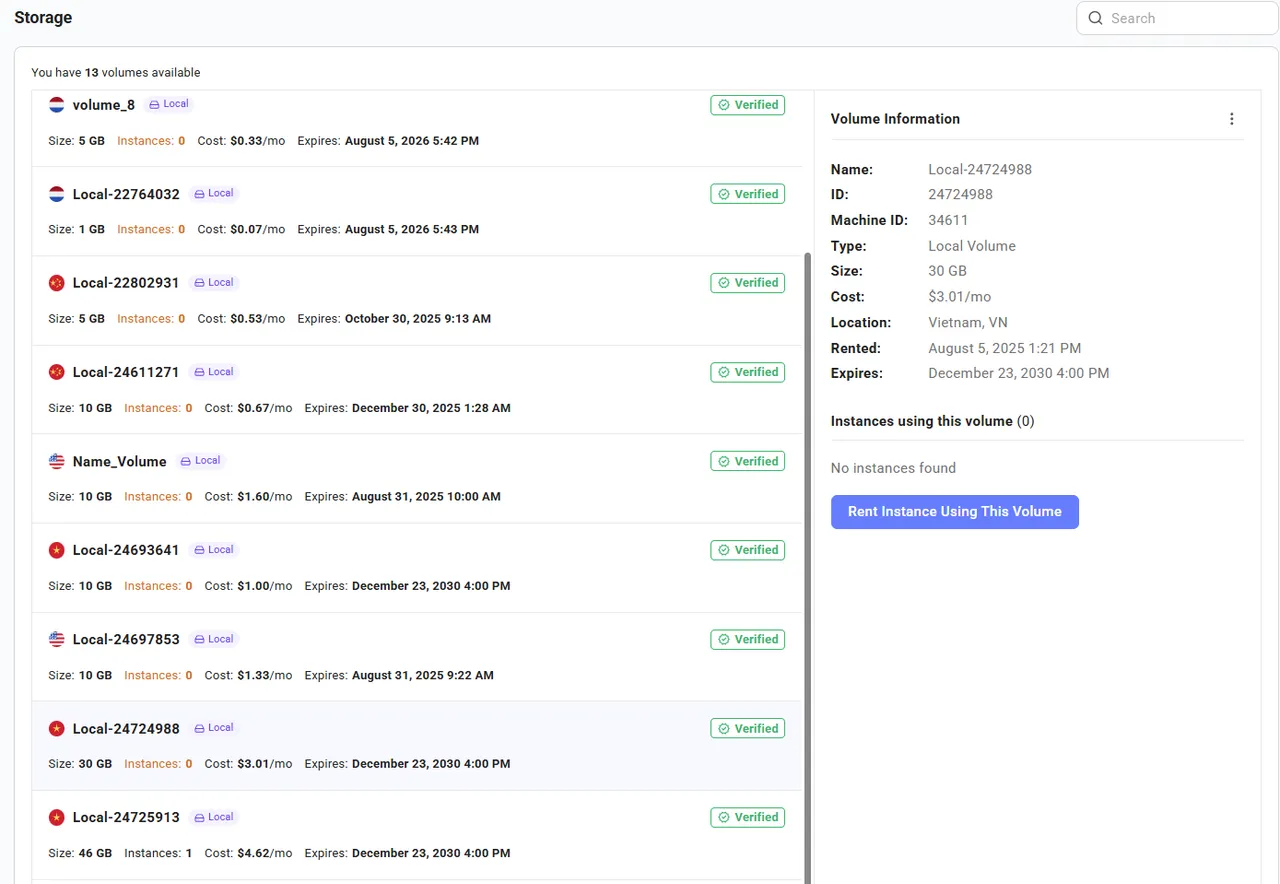 Storage
Search
You have 13 volumes available
volume_8 Local Verified
Size: 5 GB Instances: 0 Cost: $0.33/mo Expires: August 5, 2026 5:42 PM
Local-22764032 Local Verified
Size: 1 GB Instances: 0 Cost: $0.07/mo Expires: August 5, 2026 5:43 PM
Local-22802931 Local Verified
Size: 5 GB Instances: 0 Cost: $0.53/mo Expires: October 30, 2025 9:13 AM
Local-24611271 Local Verified
Size: 10 GB Instances: 0 Cost: $0.67/mo Expires: December 30, 2025 1:28 AM
Name_Volume Local Verified
Size: 10 GB Instances: 0 Cost: $1.60/mo Expires: August 31, 2025 10:00 AM
Local-24693641 Local Verified
Size: 10 GB Instances: 0 Cost: $1.00/mo Expires: December 23, 2030 4:00 PM
Local-24697853 Local Verified
Size: 10 GB Instances: 0 Cost: $1.33/mo Expires: August 31, 2025 9:22 AM
Local-24724988 Local Verified
Size: 30 GB Instances: 0 Cost: $3.01/mo Expires: December 23, 2030 4:00 PM
Local-24725913 Local Verified
Size: 46 GB Instances: 1 Cost: $4.62/mo Expires: December 23, 2030 4:00 PM
Volume Information
Name: Local-24724988
ID: 24724988
Machine ID: 34611
Type: Local Volume
Size: 30 GB
Cost: $3.01/mo
Location: Vietnam, VN
Rented: August 5, 2025 1:21 PM
Expires: December 23, 2030 4:00 PM
Instances using this volume (0)
No instances found
Rent Instance Using This Volume